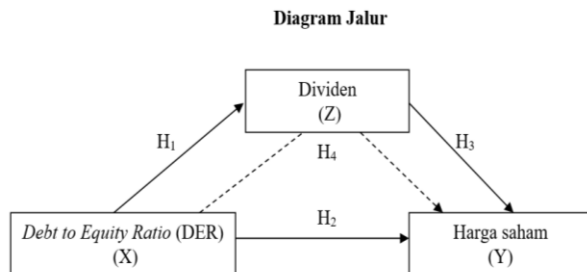 Diagram Jalur
Dividen
(Z)
H₁
H₄
H₃
H₂
Debt to Equity Ratio (DER)
(X)
Harga saham
(Y)